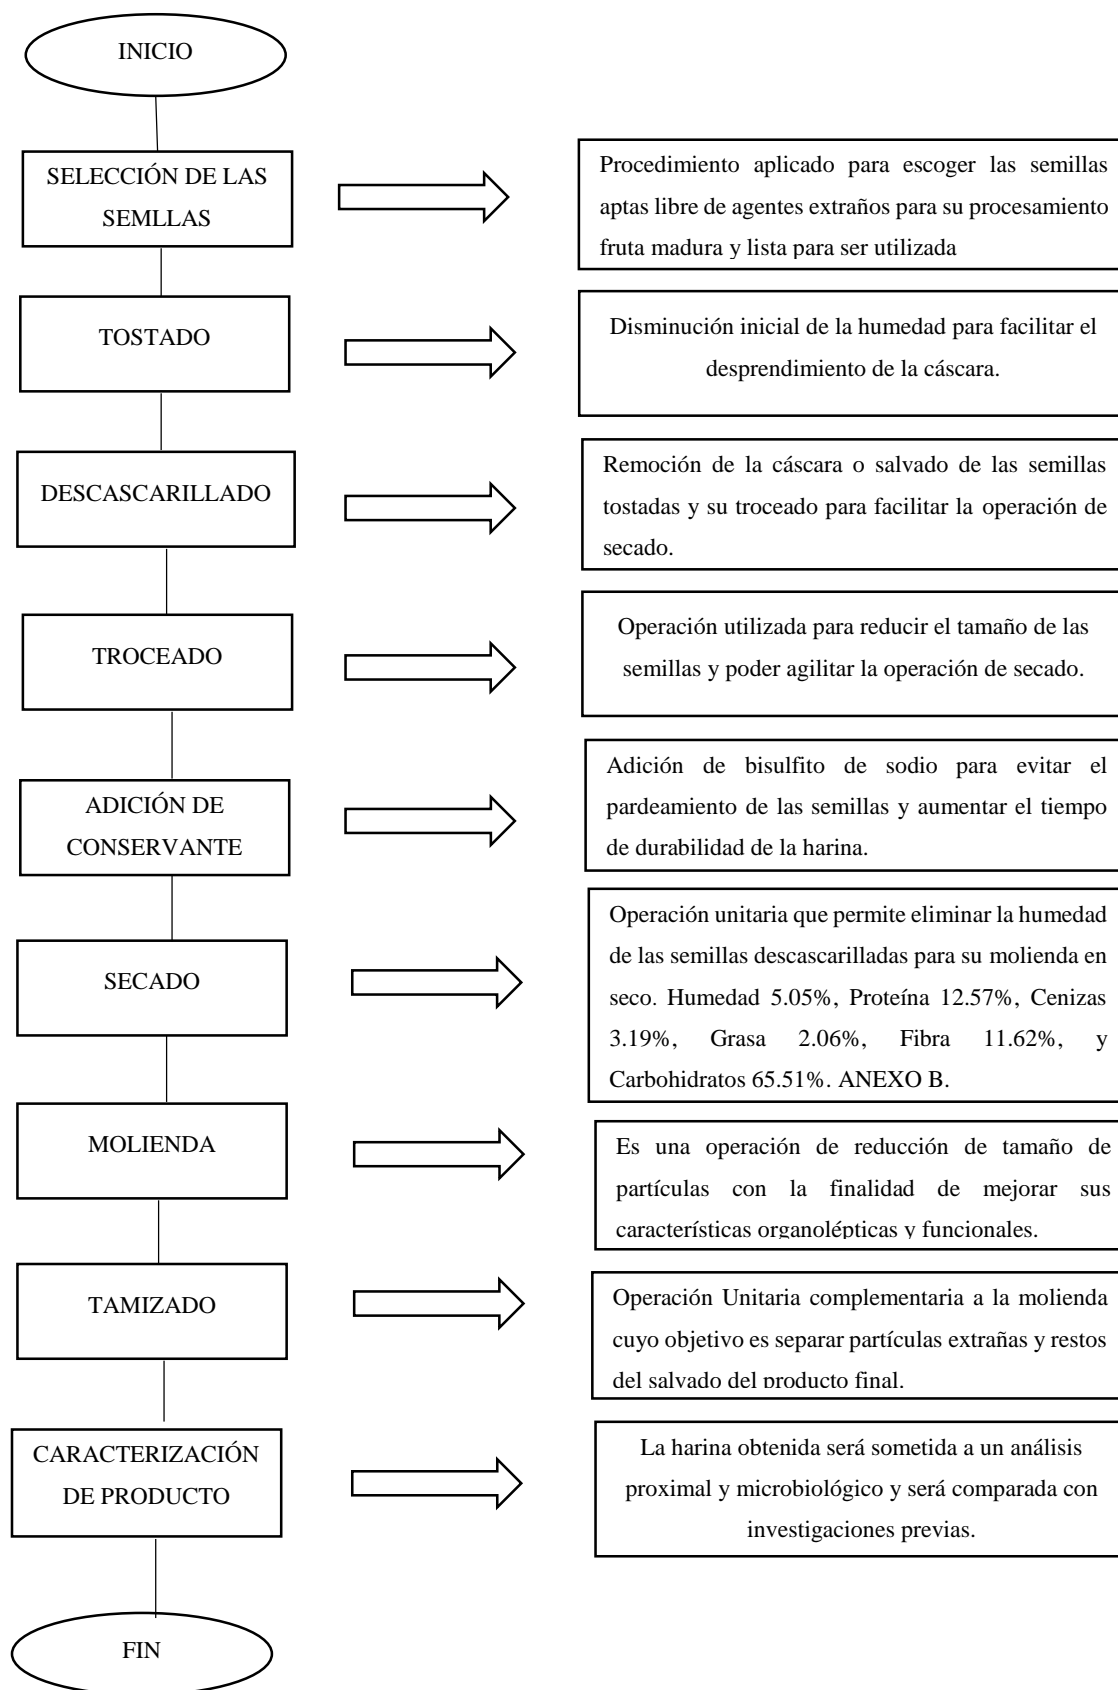 INICIO
SELECCIÓN DE LAS
SEMLLAS
Procedimiento aplicado para escoger las semillas
aptas libre de agentes extraños para su procesamiento
fruta madura y lista para ser utilizada
TOSTADO
Disminución inicial de la humedad para facilitar el
desprendimiento de la cáscara.
DESCASCARILLADO
Remoción de la cáscara o salvado de las semillas
tostadas y su troceado para facilitar la operación de
secado.
TROCEADO
Operación utilizada para reducir el tamaño de las
semillas y poder agilitar la operación de secado.
ADICIÓN DE
CONSERVANTE
Adición de bisulfito de sodio para evitar el
pardeamiento de las semillas y aumentar el tiempo
de durabilidad de la harina.
SECADO
Operación unitaria que permite eliminar la humedad
de las semillas descascarilladas para su molienda en
seco. Humedad 5.05%, Proteína 12.57%, Cenizas
3.19%, Grasa 2.06%, Fibra 11.62%, y
Carbohidratos 65.51%. ANEXO B.
MOLIENDA
Es una operación de reducción de tamaño de
partículas con la finalidad de mejorar sus
características organolépticas y funcionales.
TAMIZADO
Operación Unitaria complementaria a la molienda
cuyo objetivo es separar partículas extrañas y restos
del salvado del producto final.
CARACTERIZACIÓN
DE PRODUCTO
La harina obtenida será sometida a un análisis
proximal y microbiológico y será comparada con
investigaciones previas.
FIN